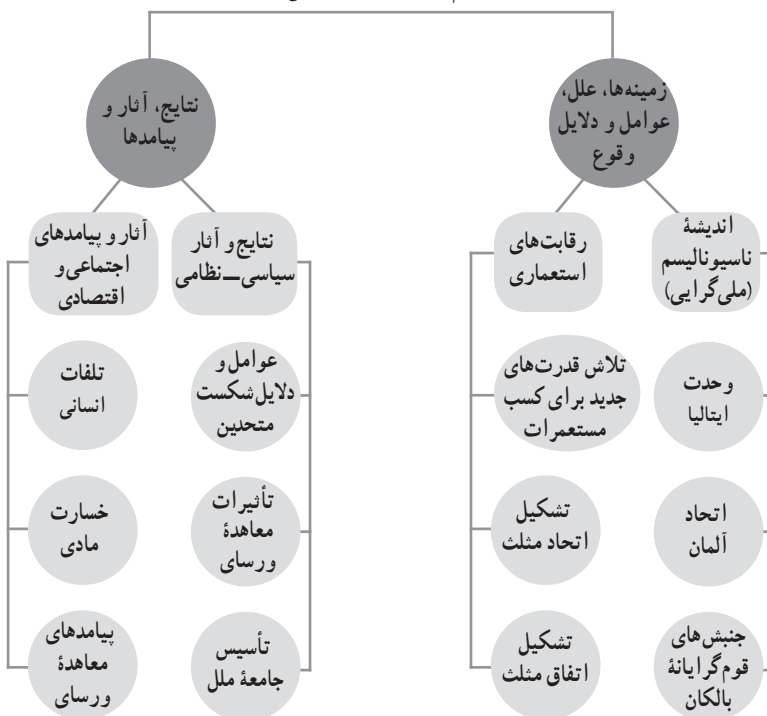 زمینه‌ها، علل،
عوامل و دلایل
وقوع
اندیشهٔ
ناسیونالیسم
(ملی‌گرایی)
وحدت
ایتالیا
اتحاد
آلمان
جنبش‌های
قوم‌گرایانهٔ
بالکان
رقابت‌های
استعماری
تلاش قدرت‌های
جدید برای کسب
مستعمرات
تشکیل
اتحاد مثلث
تشکیل
اتفاق مثلث
نتایج، آثار و
پیامدها
نتایج و آثار
سیاسی ـ نظامی
عوامل و
دلایل شکست
متحدین
تأثیرات
معاهدهٔ
ورسای
تأسیس
جامعهٔ ملل
آثار و پیامدهای
اجتماعی و
اقتصادی
تلفات
انسانی
خسارت
مادی
پیامدهای
معاهدهٔ
ورسای